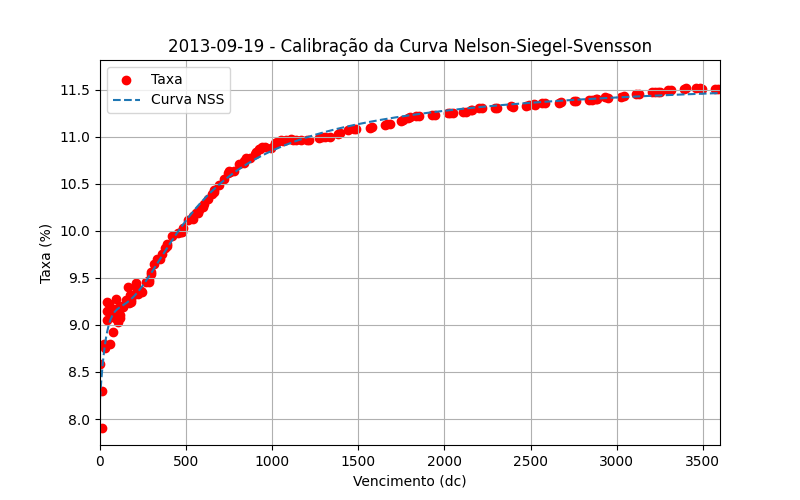 2013-09-19 - Calibração da Curva Nelson-Siegel-Svensson
Taxa
Curva NSS
Taxa (%)
11.5
11.0
10.5
10.0
9.5
9.0
8.5
8.0
0 500 1000 1500 2000 2500 3000 3500
Vencimento (dc)